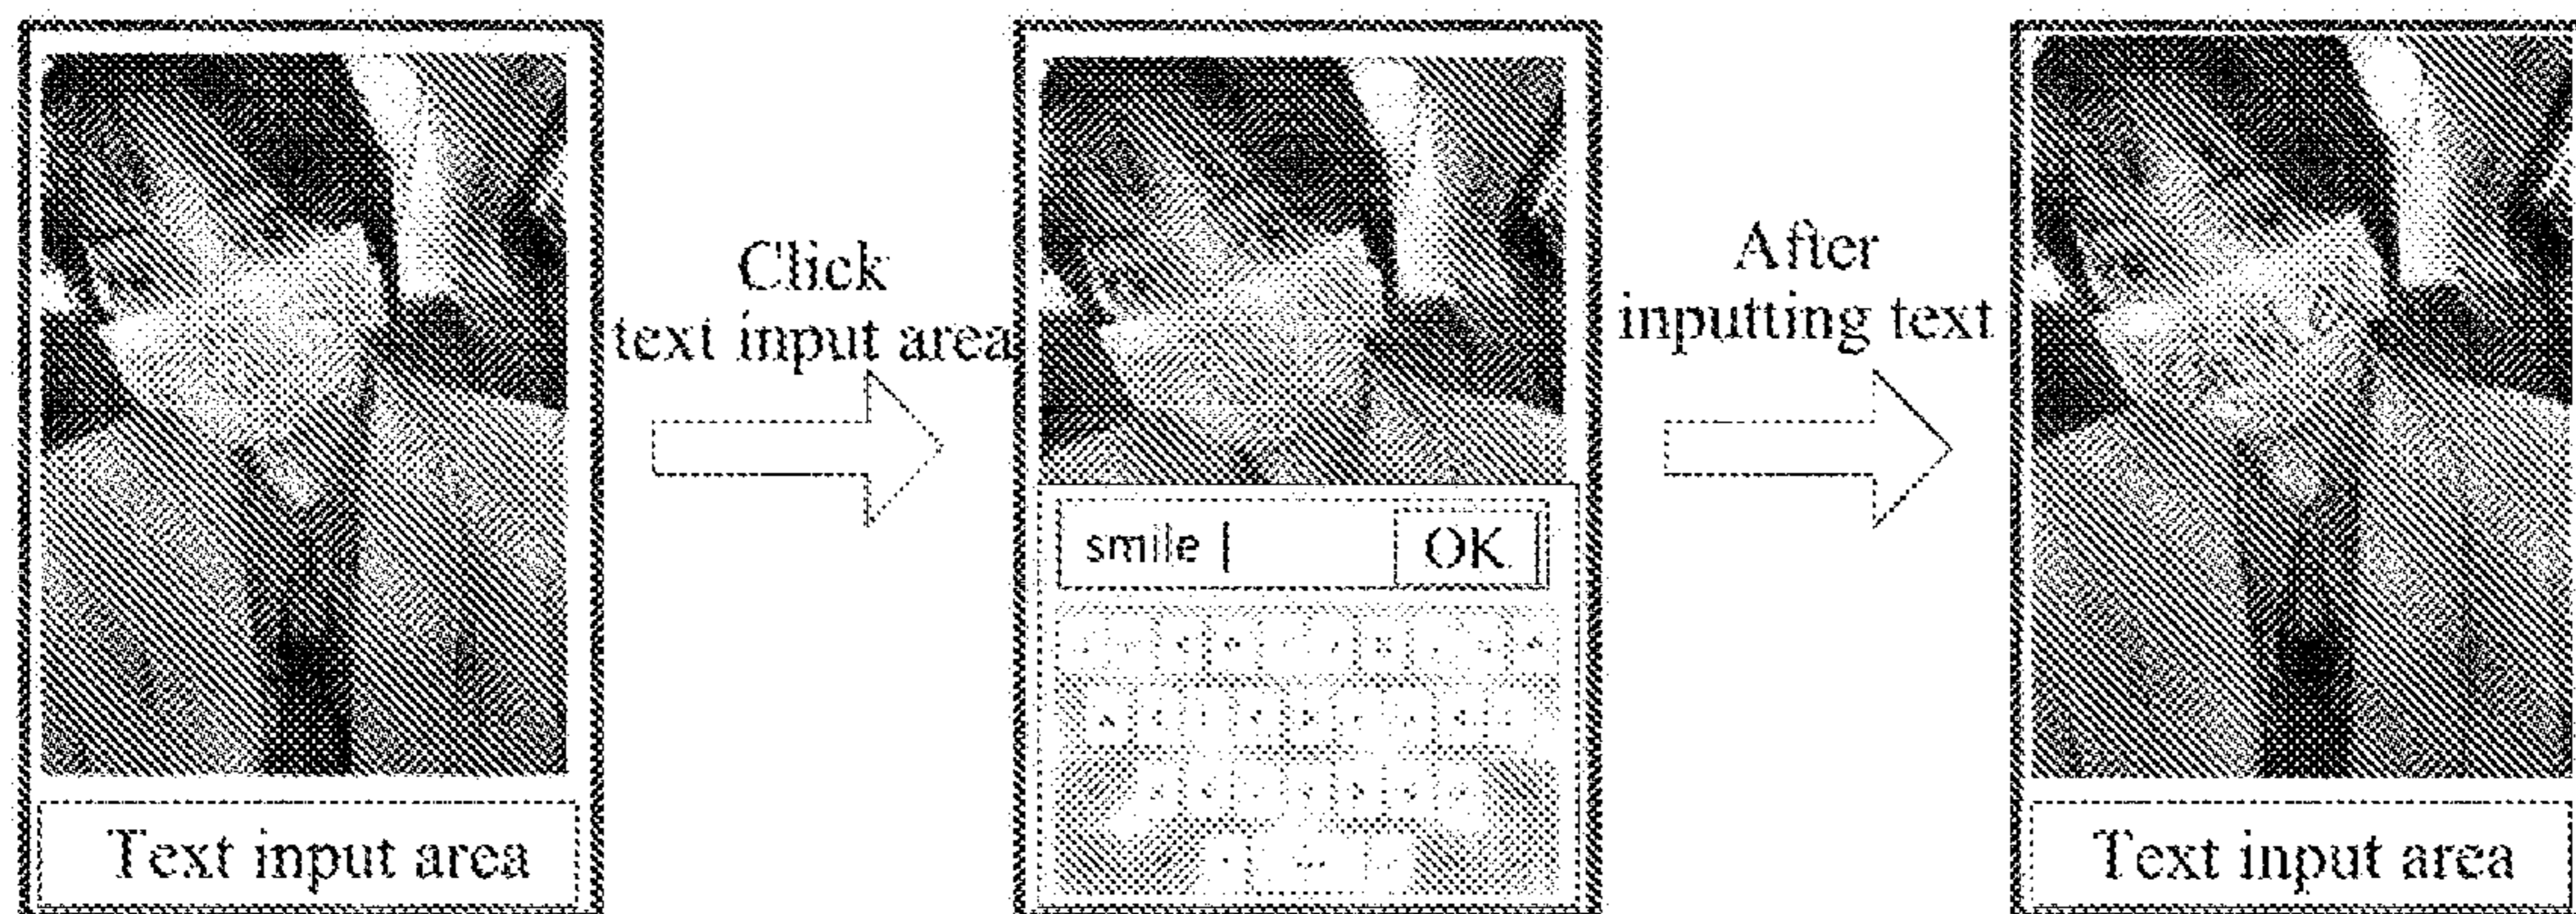 Click
text input area
After
inputting text
smile
OK
Text input area
Text input area